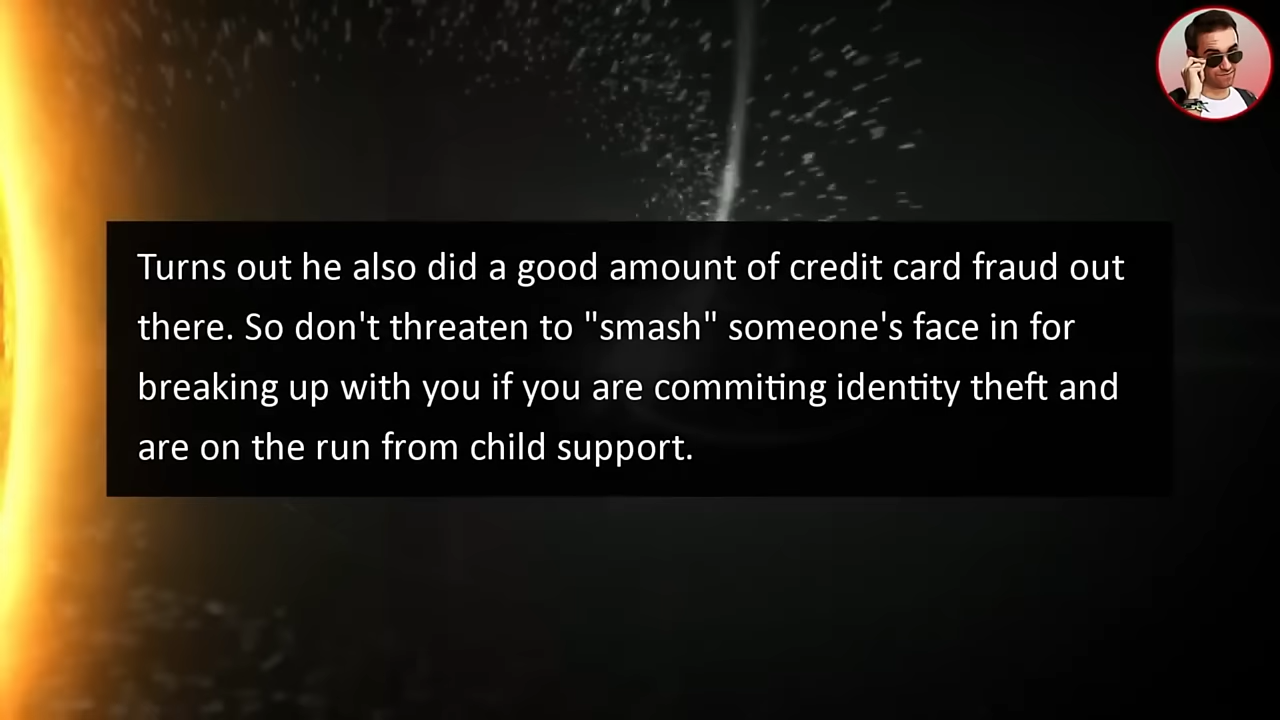 Turns out he also did a good amount of credit card fraud out
there. So don't threaten to "smash" someone's face in for
breaking up with you if you are commiting identity theft and
are on the run from child support.